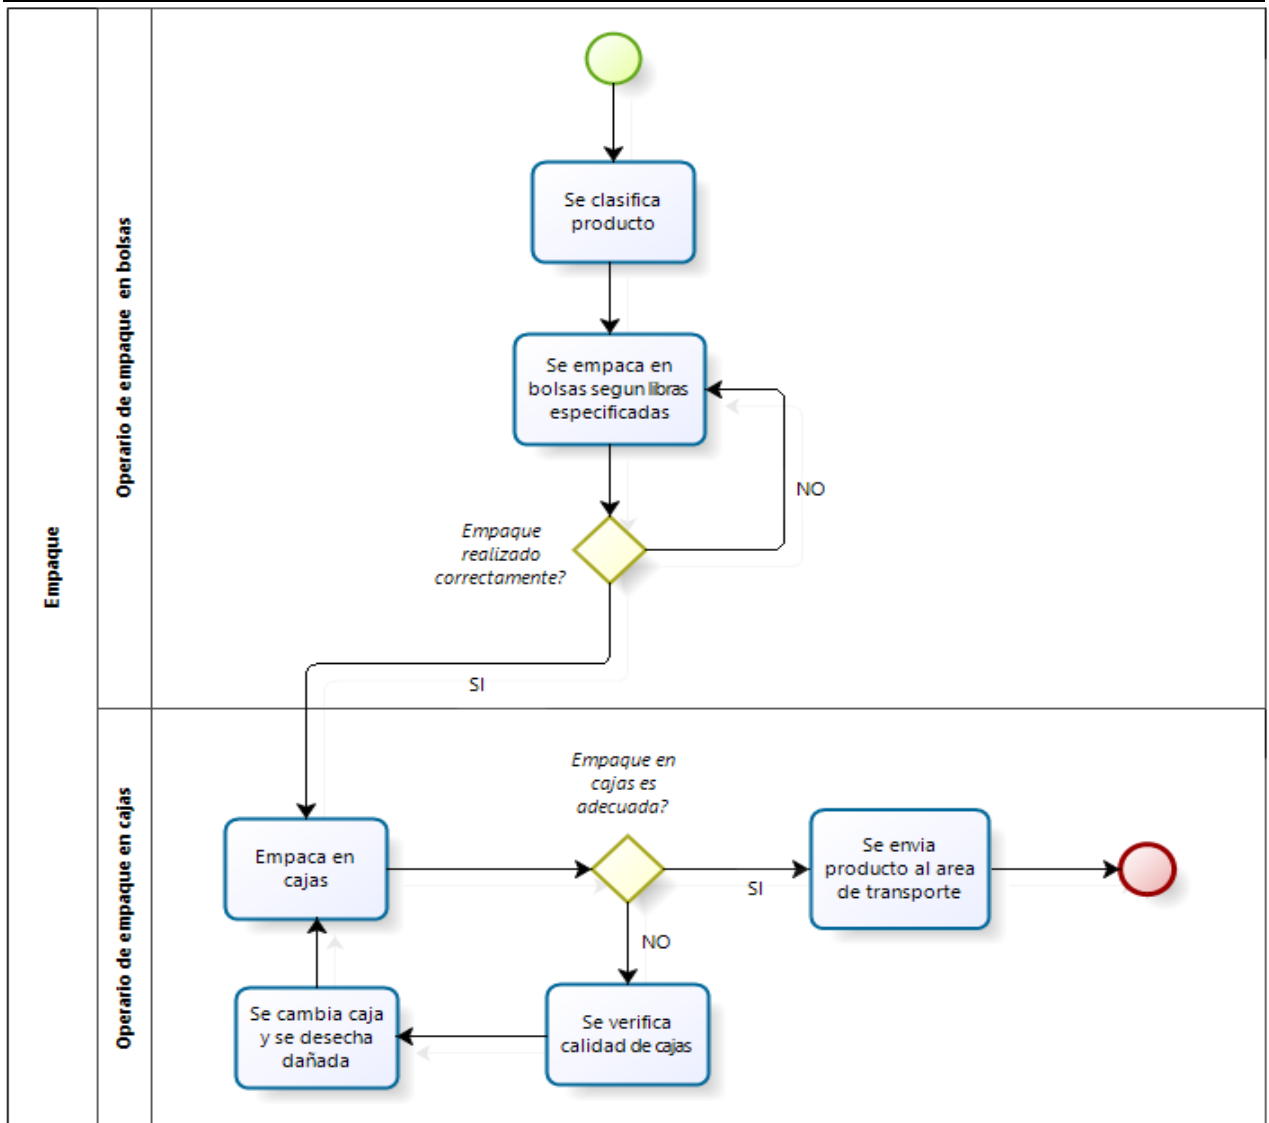 Empaque
Operario de empaque en bolsas
Se clasifica
producto
Se empaca en
bolsas segun libras
especificadas
NO
Empaque
realizado
correctamente?
SI
Operario de empaque en cajas
Empaque en
cajas es
adecuada?
Empaca en
cajas
SI
Se envia
producto al area
de transporte
NO
Se cambia caja
y se desecha
dañada
Se verifica
calidad de cajas